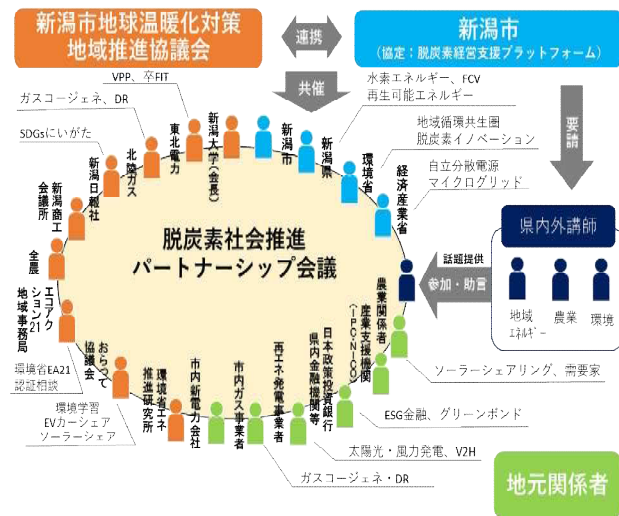 新潟市地球温暖化対策
地域推進協議会
連携
新潟市
（協定：脱炭素経営支援プラットフォーム）
共催
VPP、卒FIT
水素エネルギー、FCV
再生可能エネルギー
ガスコージェネ、DR
地域循環共生圏
脱炭素イノベーション
要請
SDGsにいがた
自立分散電源
マイクログリッド
新潟大学（会長）
東北電力
北陸ガス
新潟日報社
新潟商工
会議所
全農
エコアク
ション21
地域事務局
おらって
協議会
環境省エネ
推進研究所
市内新電力会社
市内ガス事業者
再エネ発電事業者
日本政策投資銀行
県内金融機関等
産業支援機関
（IPC・NICO）
農業関係者
新潟市
新潟県
環境省
経済産業省
脱炭素社会推進
パートナーシップ会議
県内外講師
話題提供
参加・助言
地域
エネルギー
農業
環境
環境省EA21
認証相談
環境学習
EVカーシェア
ソーラーシェア
ソーラーシェアリング、需要家
ESG金融、グリーンボンド
太陽光・風力発電、V2H
ガスコージェネ・DR
地元関係者